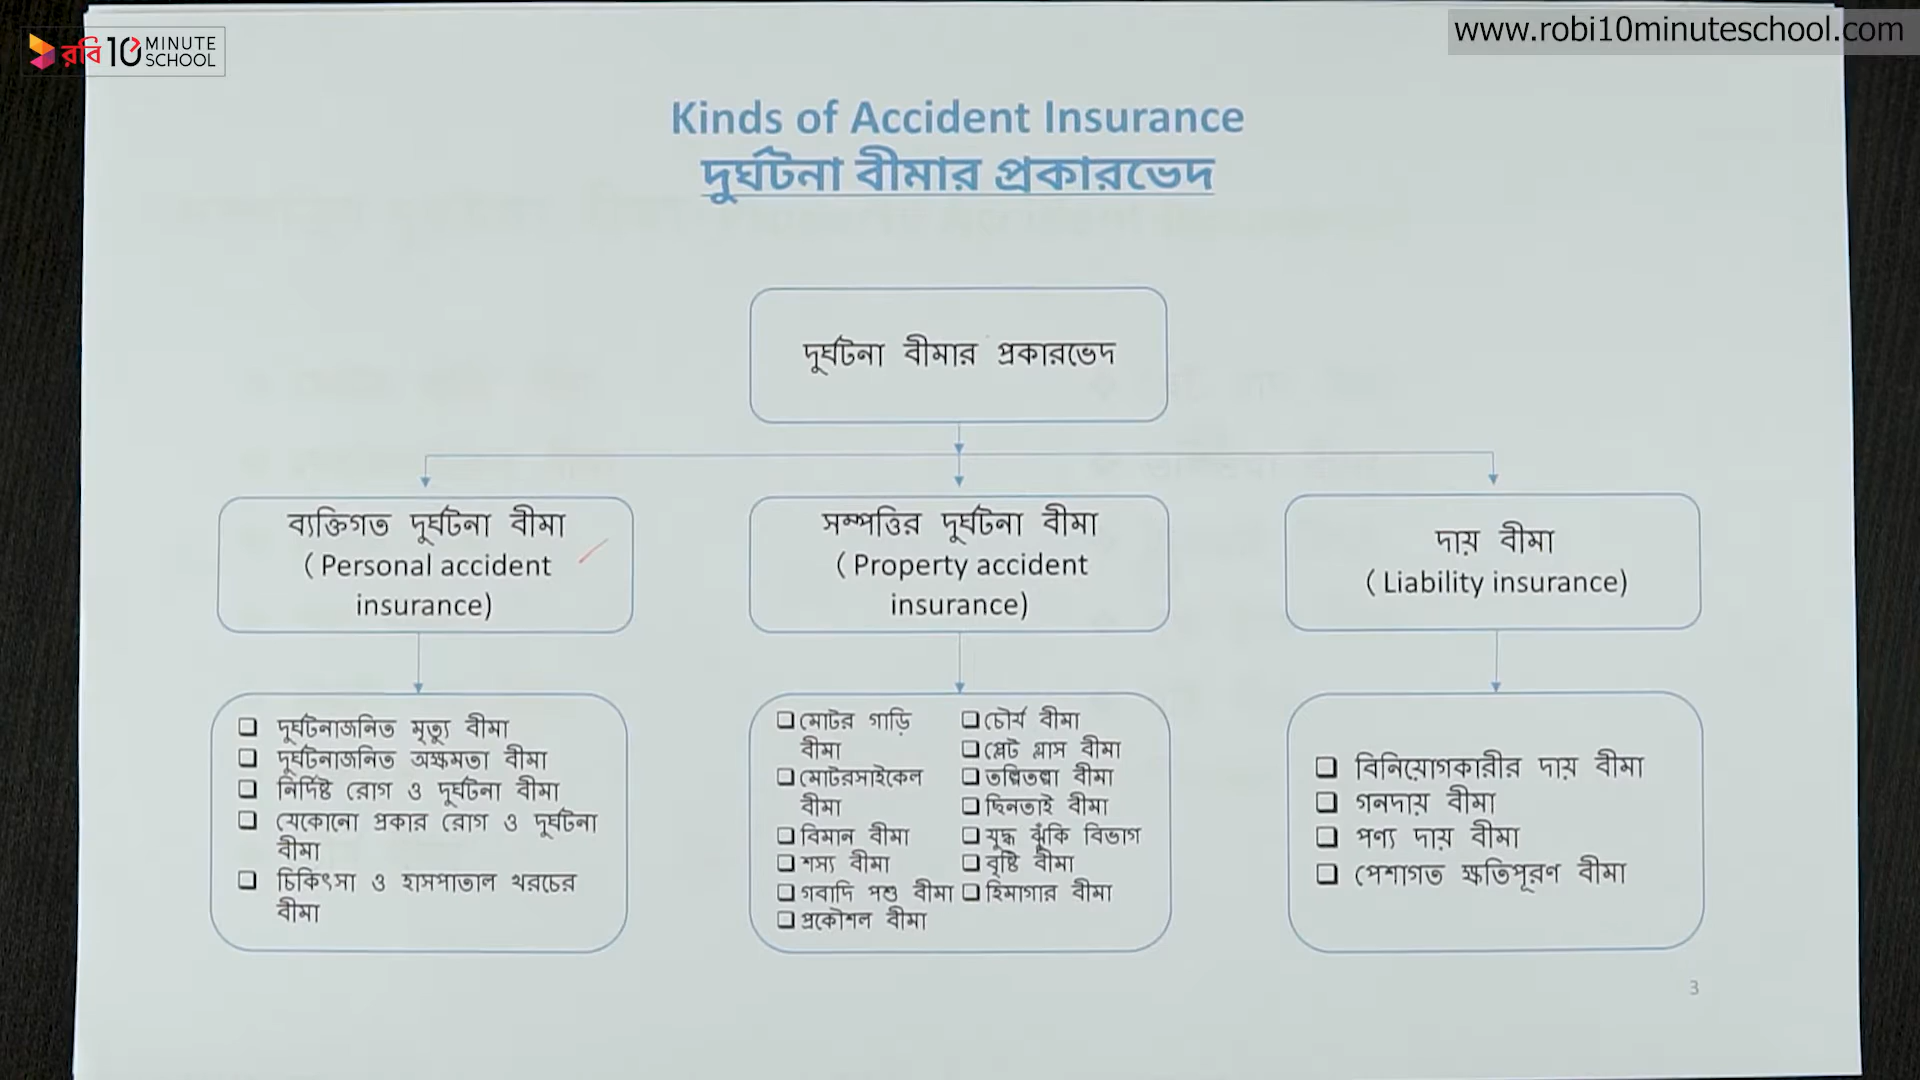 রবি 10 MINUTE SCHOOL
www.robi10minuteschool.com
Kinds of Accident Insurance
দুর্ঘটনা বীমার প্রকারভেদ
দুর্ঘটনা বীমার প্রকারভেদ
ব্যক্তিগত দুর্ঘটনা বীমা
( Personal accident
insurance)
সম্পত্তির দুর্ঘটনা বীমা
( Property accident
insurance)
দায় বীমা
( Liability insurance)
❑ দুর্ঘটনাজনিত মৃত্যু বীমা
❑ দুর্ঘটনাজনিত অক্ষমতা বীমা
❑ নির্দিষ্ট রোগ ও দুর্ঘটনা বীমা
❑ যেকোনো প্রকার রোগ ও দুর্ঘটনা
বীমা
❑ চিকিৎসা ও হাসপাতাল খরচের
বীমা
❑ মোটর গাড়ি
বীমা
❑ মোটরসাইকেল
বীমা
❑ বিমান বীমা
❑ শস্য বীমা
❑ গবাদি পশু বীমা
❑ প্রকৌশল বীমা
❑ চৌর্য বীমা
❑ প্লেট গ্লাস বীমা
❑ তল্পিতল্পা বীমা
❑ ছিনতাই বীমা
❑ যুদ্ধ ঝুঁকি বিভাগ
❑ বৃষ্টি বীমা
❑ হিমাগার বীমা
❑ বিনিয়োগকারীর দায় বীমা
❑ গনদায় বীমা
❑ পণ্য দায় বীমা
❑ পেশাগত ক্ষতিপূরণ বীমা
3